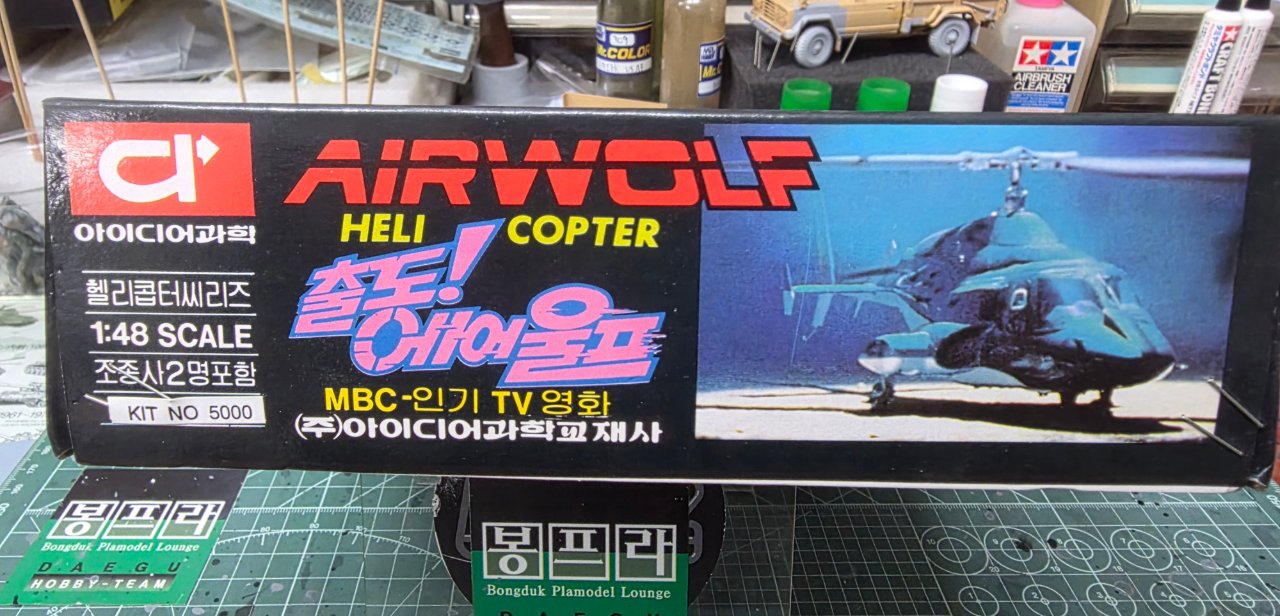 909
Mr.COLOR
TAMIYA
AIRBRUSH
CLEANER
아이디어과학
헬리콥터씨리즈
1:48 SCALE
조종사2명포함
KIT NO 5000
AIRWOLF
HELI COPTER
출도!
에어울프
MBC-인기 TV 영화
(주)아이디어과학교재사
봉프라
Bongduk Plamodel Lounge
DAEGU
HOBBY-TEAM
봉프라
Bongduk Plamodel Lounge